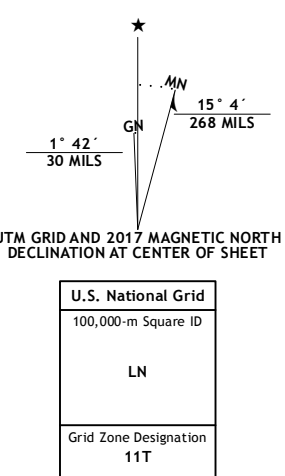 ★
MN
GN
15° 4´
268 MILS
1° 42´
30 MILS
UTM GRID AND 2017 MAGNETIC NORTH
DECLINATION AT CENTER OF SHEET
U.S. National Grid
100,000-m Square ID
LN
Grid Zone Designation
11T